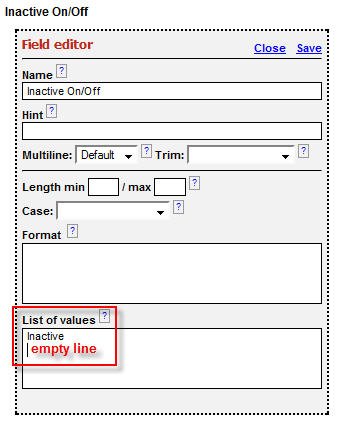 Inactive On/Off
Field editor Close Save
Name ?
Inactive On/Off
Hint ?
Multiline: Default ? Trim: ?
Length min / max ?
Case: ?
Format ?
List of values ?
Inactive
empty line